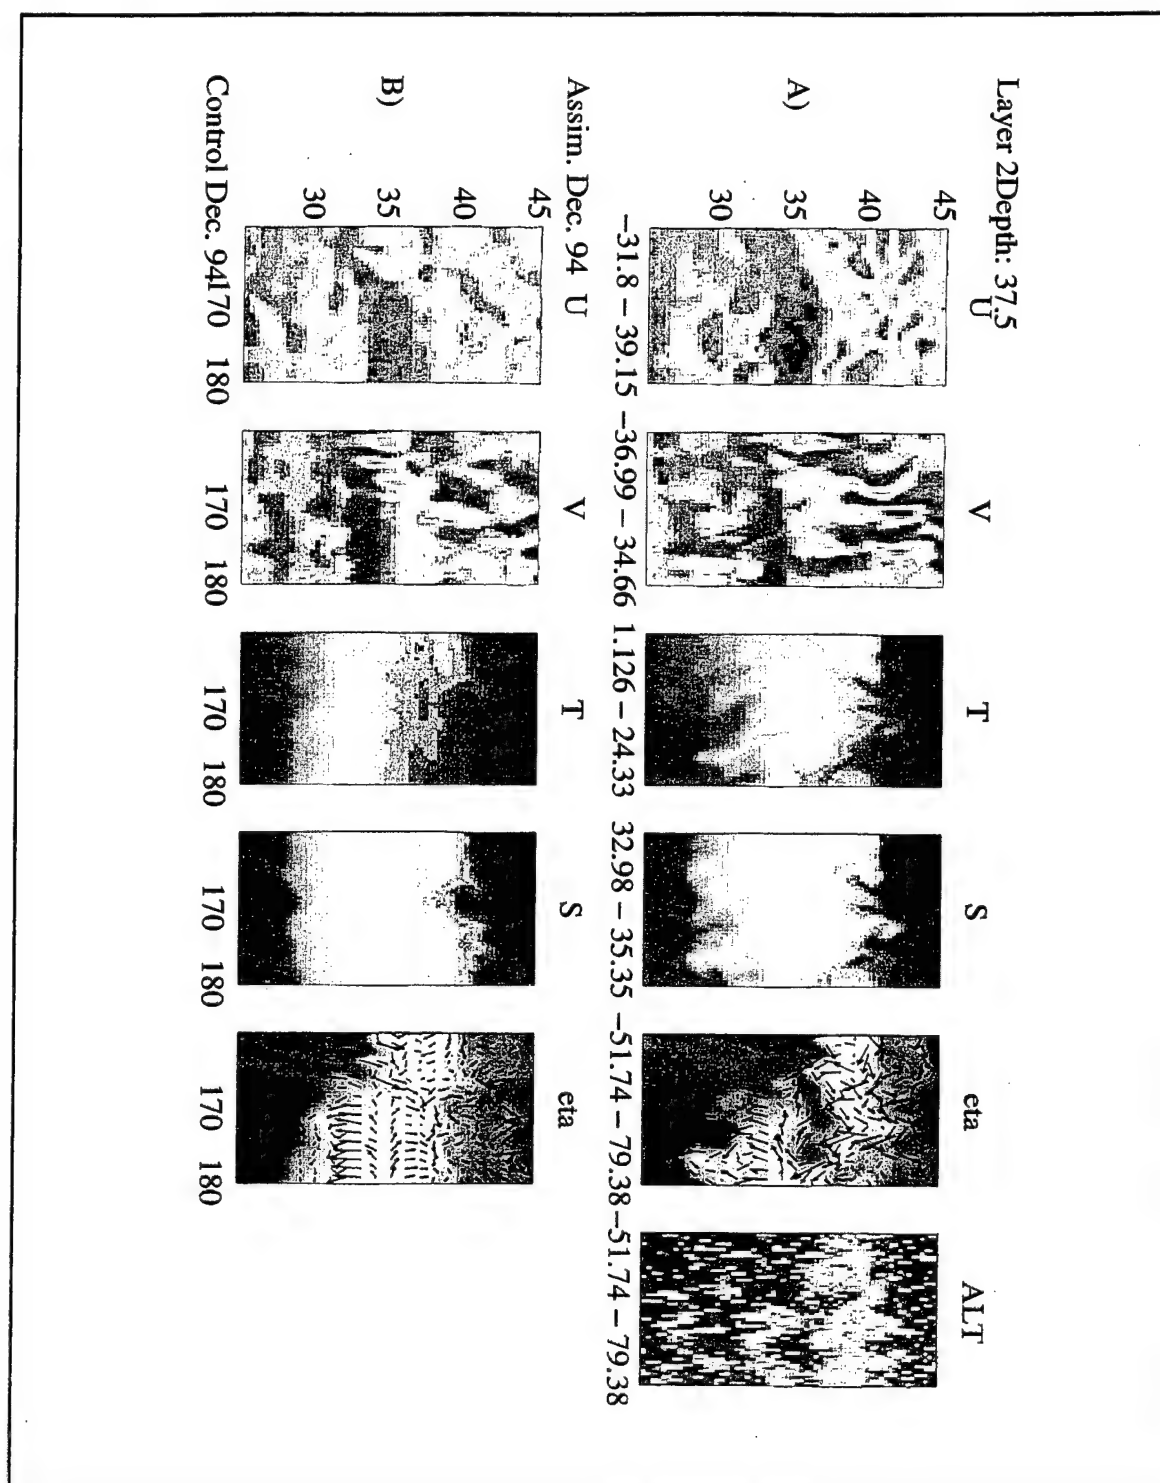 Layer 2Depth: 37.5
U V T S eta ALT
A)
45
40
35
30
−31.8 − 39.15 −36.99 − 34.66 1.126 − 24.33 32.98 − 35.35 −51.74 − 79.38 −51.74 − 79.38
Assim. Dec. 94 U V T S eta
B)
45
40
35
30
170 180 170 180 170 180 170 180 170 180
Control Dec. 94